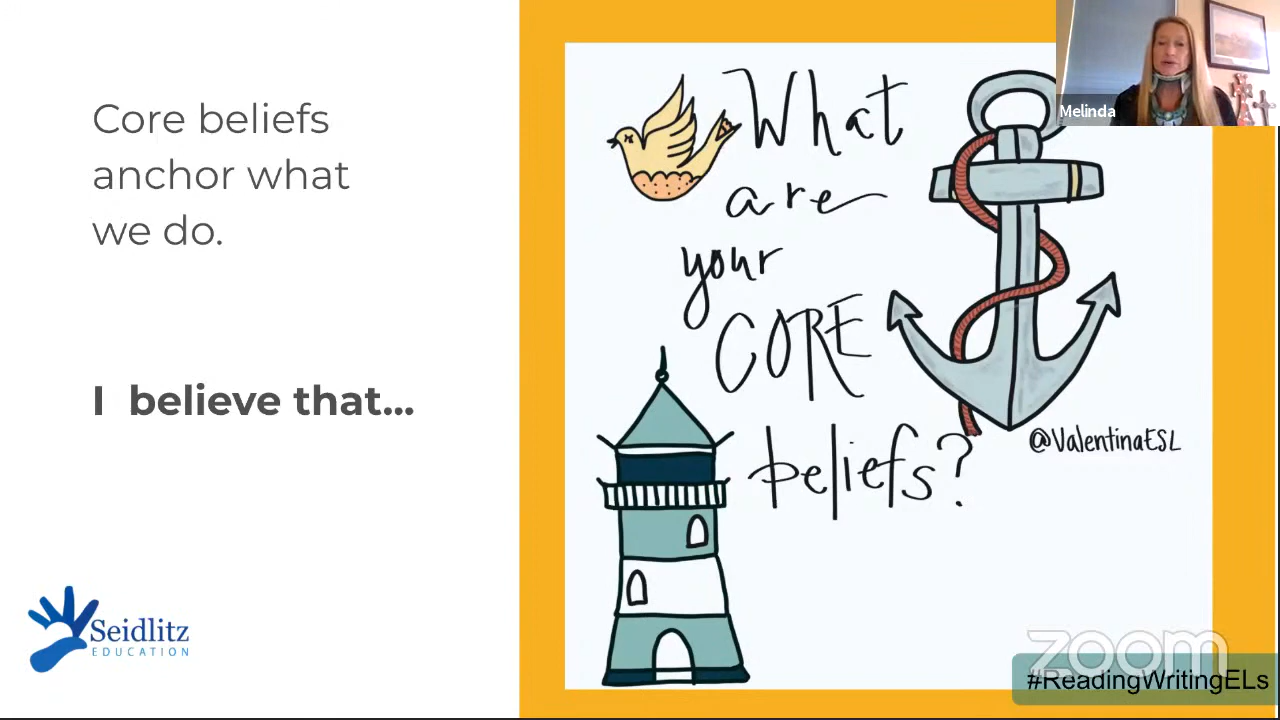 Core beliefs
anchor what
we do.
I believe that...
Seidlitz
EDUCATION
What
are
your
CORE
beliefs?
@ValentinaESL
Melinda
zoom
#ReadingWritingELs